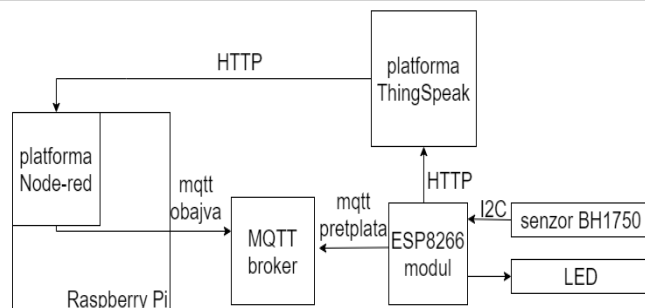 platforma
ThingSpeak
HTTP
platforma
Node-red
mqtt
obajva
MQTT
broker
mqtt
pretplata
HTTP
ESP8266
modul
I2C
senzor BH1750
LED
Raspberry Pi